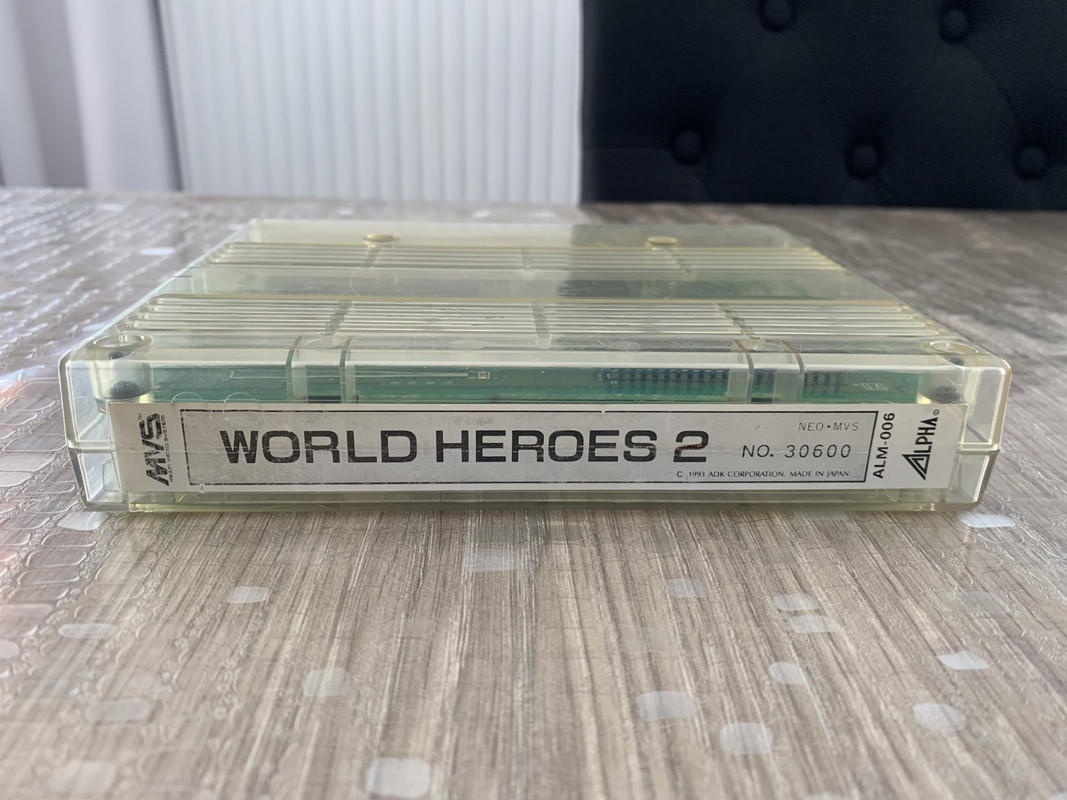 MVS
WORLD HEROES 2
NEO•MVS
NO. 30600
C 1993 ADK CORPORATION. MADE IN JAPAN.
ALM-006
ALPHA®